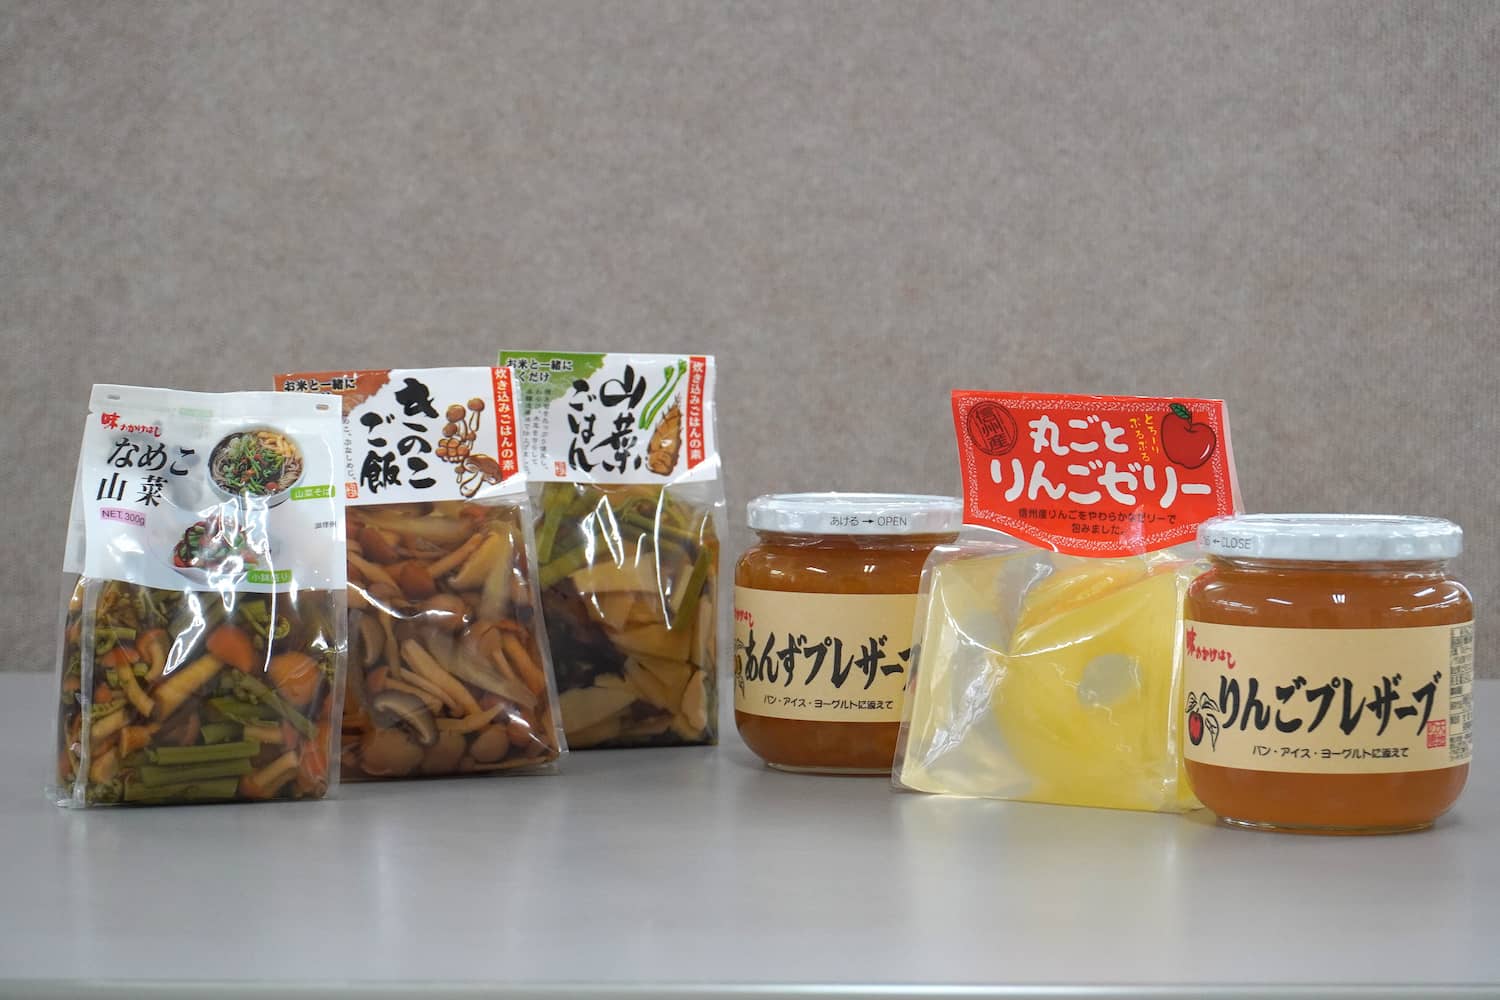 味 のかけはし
なめこ
山菜
NET. 300g
山菜そば
調理例
小鉢盛り
お米と一緒に
きのこ
ご飯
炊き込みごはんの素
お米と一緒に
くだけ
山菜
ごはん
炊き込みごはんの素
あける→OPEN
あんずプレザーブ
パン・アイス・ヨーグルトに添えて
信州産
丸ごと
りんごゼリー
とろーり
ぷるぷる
信州産りんごをやわらかなゼリーで
包みました。
←CLOSE
味 のかけはし
りんごプレザーブ
パン・アイス・ヨーグルトに添えて